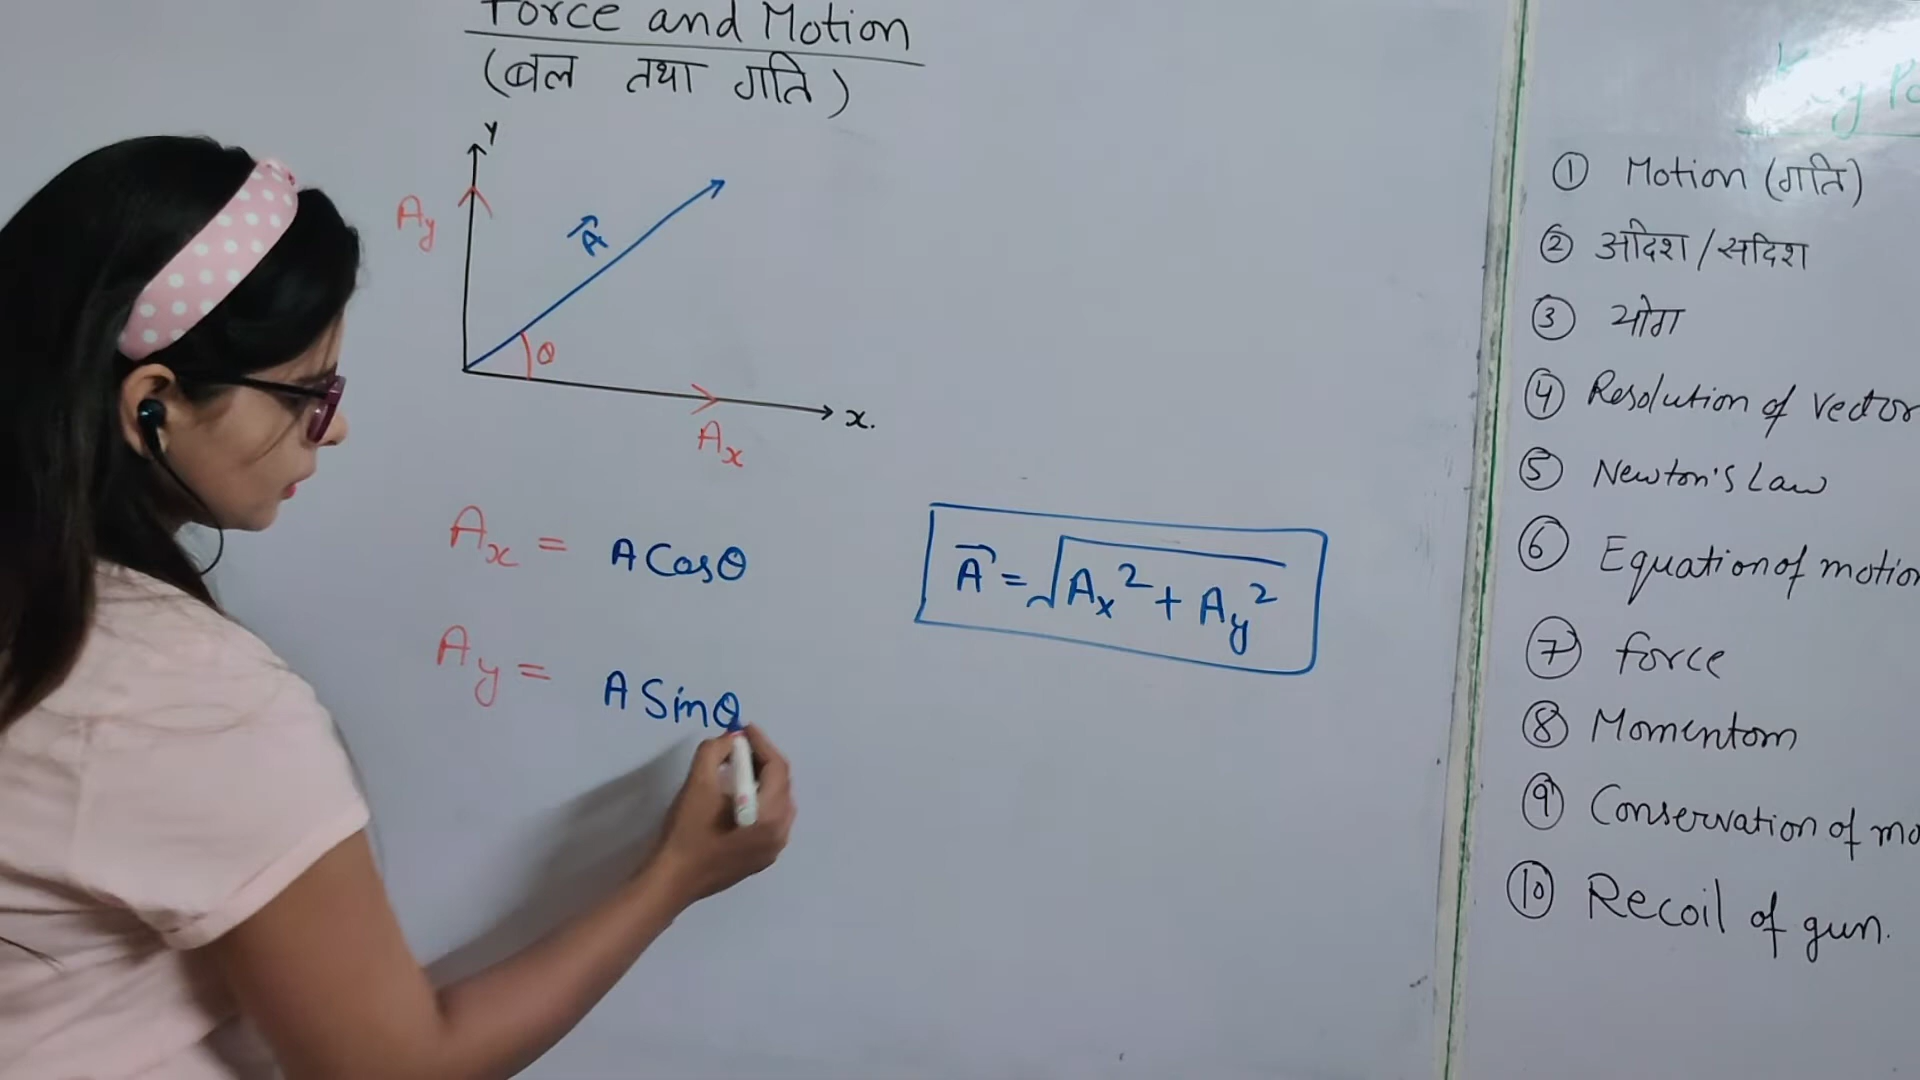 Force and Motion
(बल तथा गति)
y
Ay
A⃗
θ
x.
Ax
Ax = A Cosθ
Ay = A Sinθ
A⃗ = √Ax² + Ay²
① Motion (गति)
② अदिश / सदिश
③ योग
④ Resolution of Vector
⑤ Newton's Law
⑥ Equation of motion
⑦ force
⑧ Momentom
⑨ Conservation of mo
⑩ Recoil of gun.